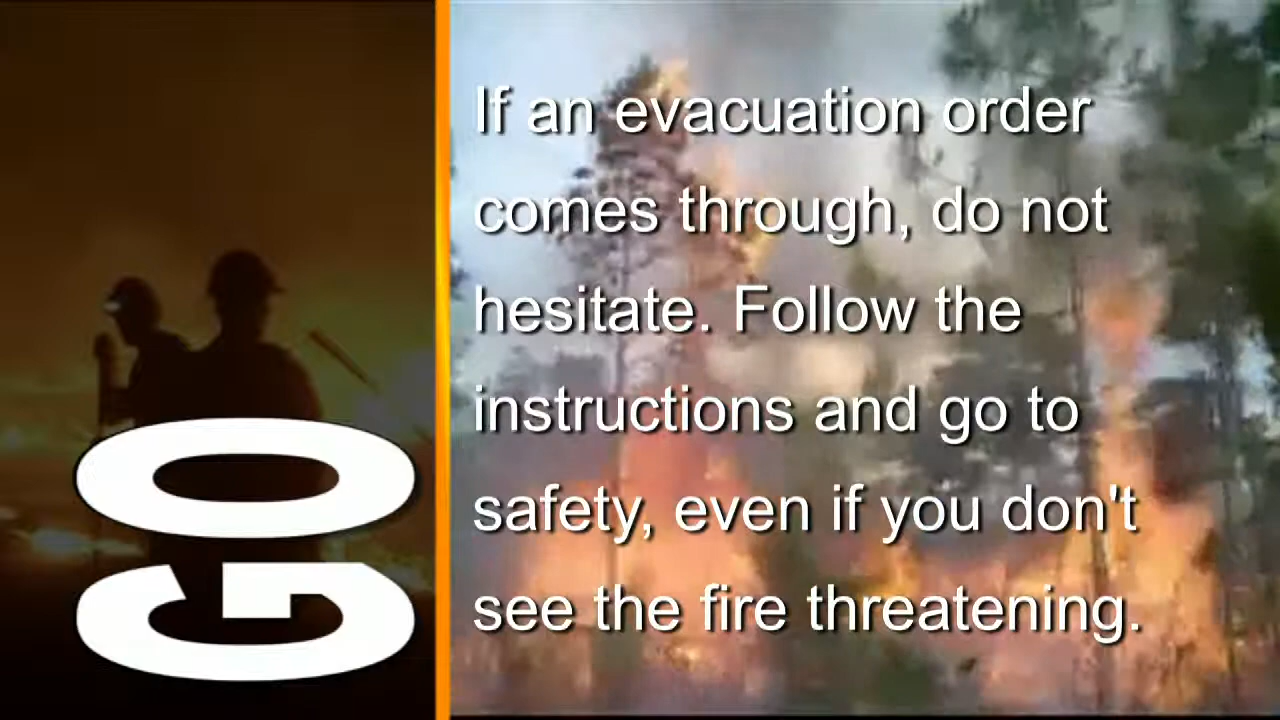 GO
If an evacuation order
comes through, do not
hesitate. Follow the
instructions and go to
safety, even if you don't
see the fire threatening.